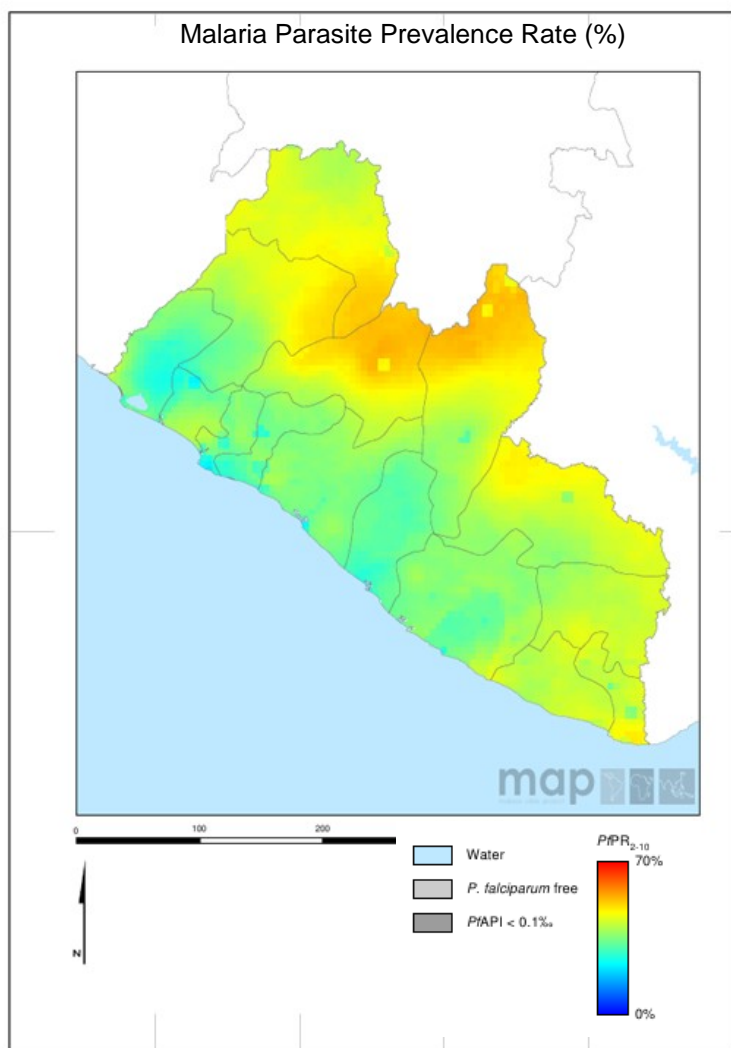 Malaria Parasite Prevalence Rate (%)
map
0
100
200
Water
P. falciparum free
PfAPI < 0.1‰
PfPR2-10
70%
0%
N